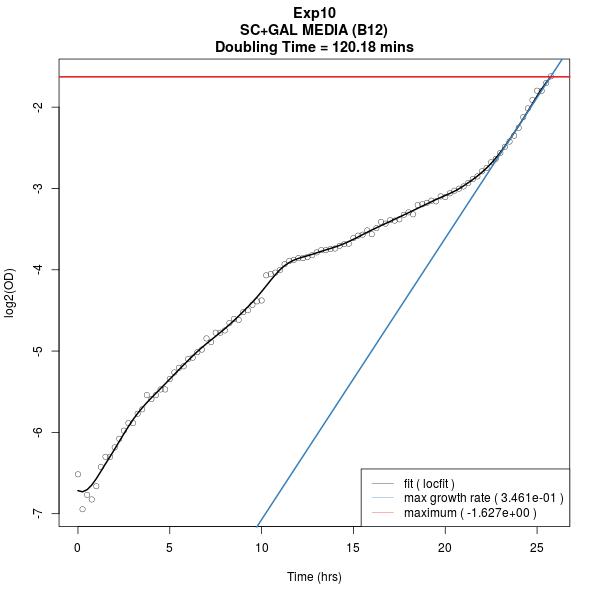 Exp10
SC+GAL MEDIA (B12)
Doubling Time = 120.18 mins
-2
-3
-4
-5
-6
-7
log2(OD)
0 5 10 15 20 25
Time (hrs)
fit ( locfit )
max growth rate ( 3.461e-01 )
maximum ( -1.627e+00 )